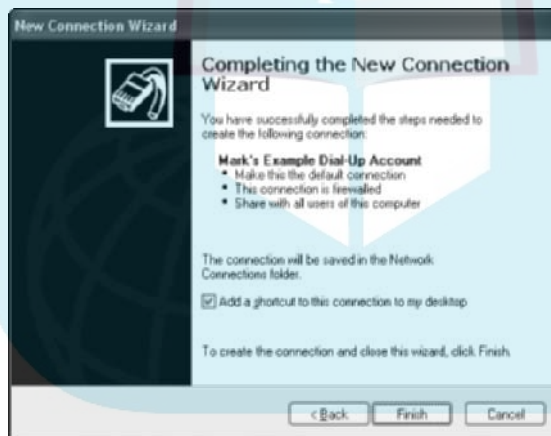 New Connection Wizard
Completing the New Connection
Wizard
You have successfully completed the steps needed to
create the following connection:
Mark's Example Dial-Up Account
• Make this the default connection
• This connection is firewalled
• Share with all users of this computer
The connection will be saved in the Network
Connections folder.
Add a shortcut to this connection to my desktop
To create the connection and close this wizard, click Finish.
< Back Finish Cancel